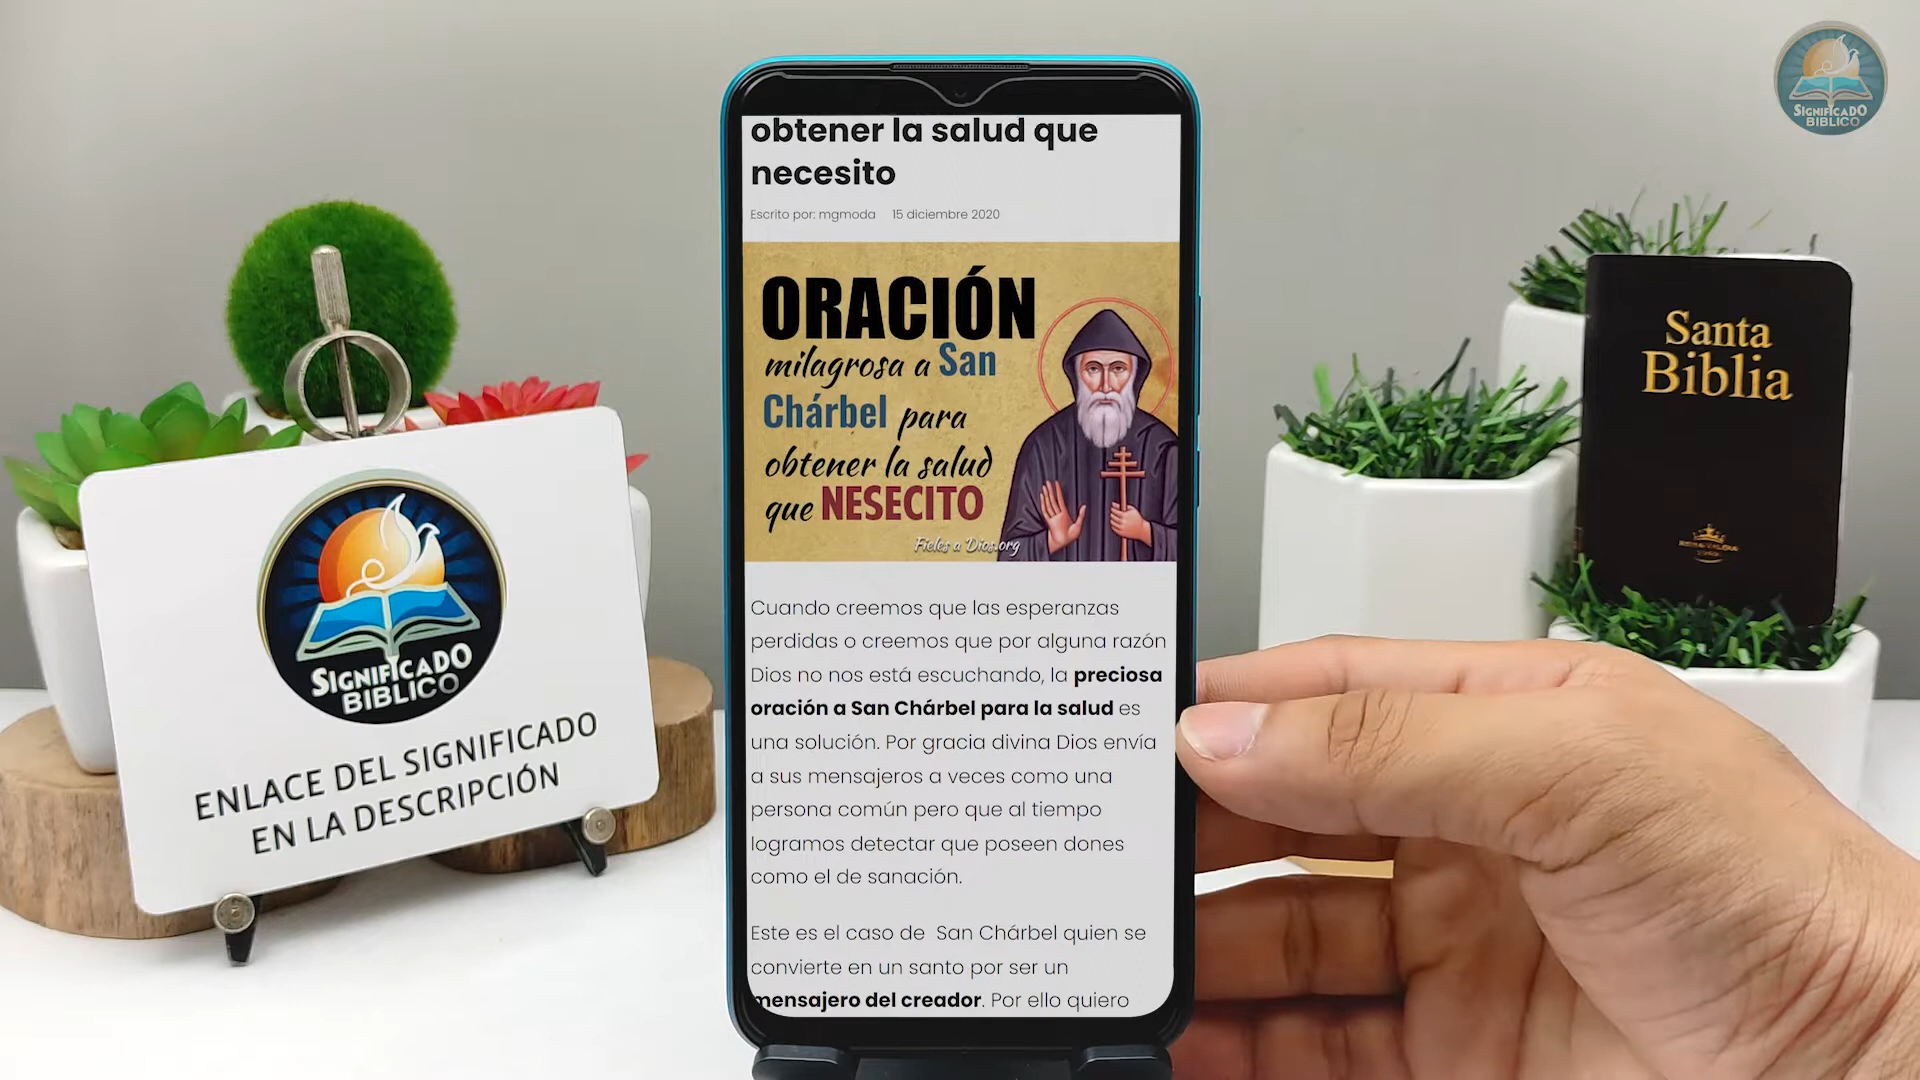 SIGNIFICADO
BIBLICO
obtener la salud que
necesito
Escrito por: mgmoda 15 diciembre 2020
ORACIÓN
milagrosa a San
Chárbel para
obtener la salud
que NESECITO
Fieles a Dios.org
Cuando creemos que las esperanzas
perdidas o creemos que por alguna razón
Dios no nos está escuchando, la preciosa
oración a San Chárbel para la salud es
una solución. Por gracia divina Dios envía
a sus mensajeros a veces como una
persona común pero que al tiempo
logramos detectar que poseen dones
como el de sanación.
Este es el caso de San Chárbel quien se
convierte en un santo por ser un
mensajero del creador. Por ello quiero
SIGNIFICADO
BIBLICO
ENLACE DEL SIGNIFICADO
EN LA DESCRIPCIÓN
Santa
Biblia